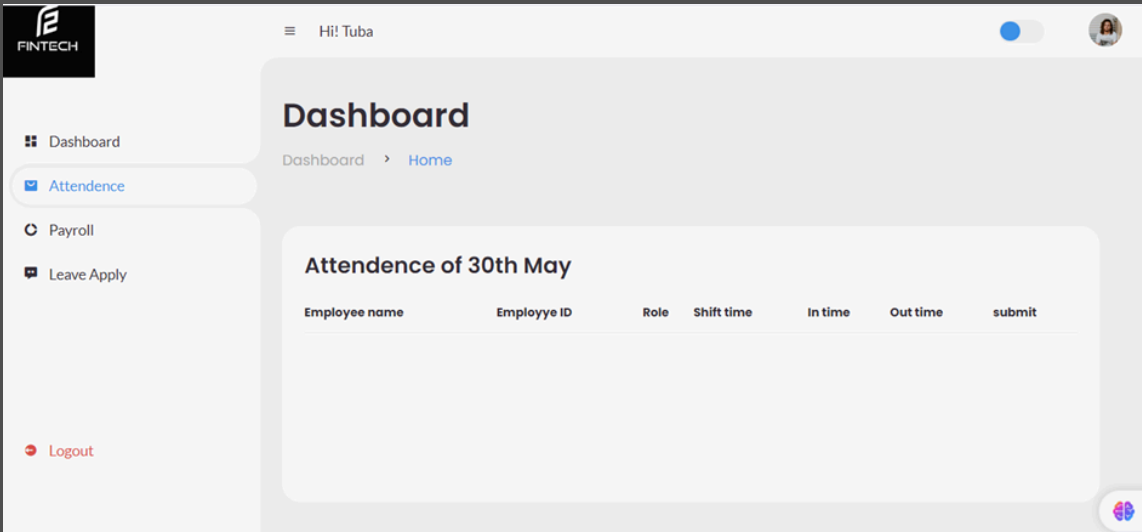 FINTECH
Hi! Tuba
Dashboard
Attendence
Payroll
Leave Apply
Logout
Dashboard
Dashboard > Home
Attendence of 30th May
Employee name Employye ID Role Shift time In time Out time submit